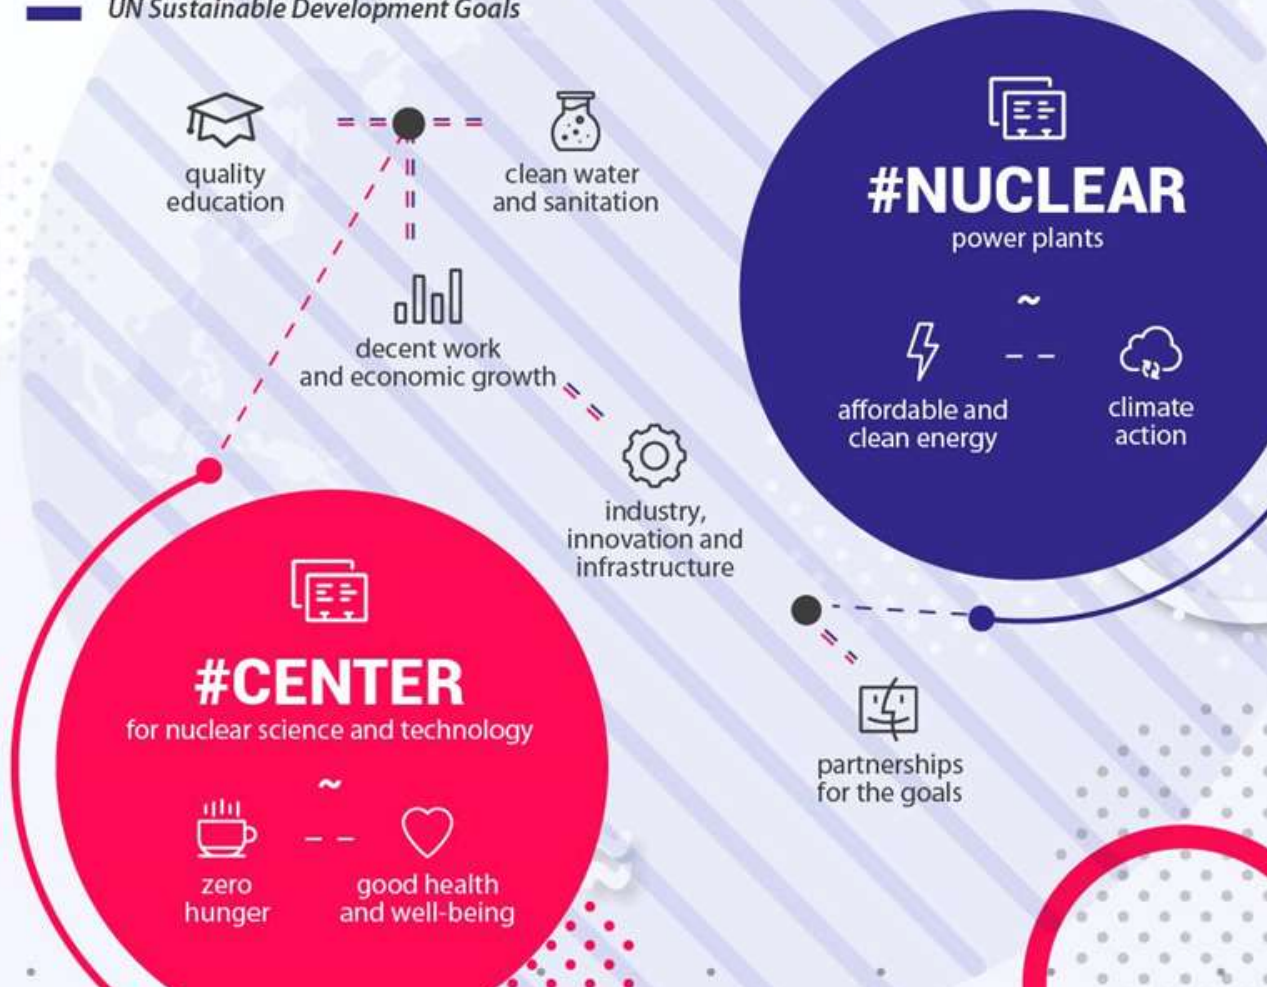 UN Sustainable Development Goals
quality
education
clean water
and sanitation
decent work
and economic growth
industry,
innovation and
infrastructure
#NUCLEAR
power plants
~
affordable and
clean energy
climate
action
#CENTER
for nuclear science and technology
~
zero
hunger
good health
and well-being
partnerships
for the goals